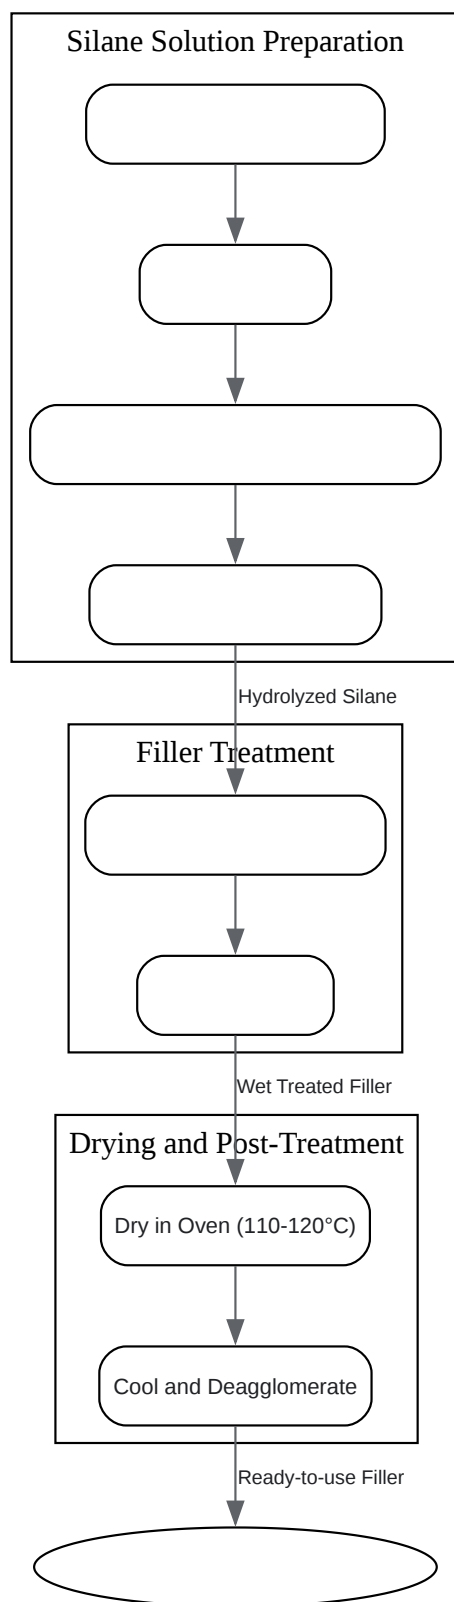 Silane Solution Preparation
Hydrolyzed Silane
Filler Treatment
Wet Treated Filler
Drying and Post-Treatment
Dry in Oven (110-120°C)
Cool and Deagglomerate
Ready-to-use Filler